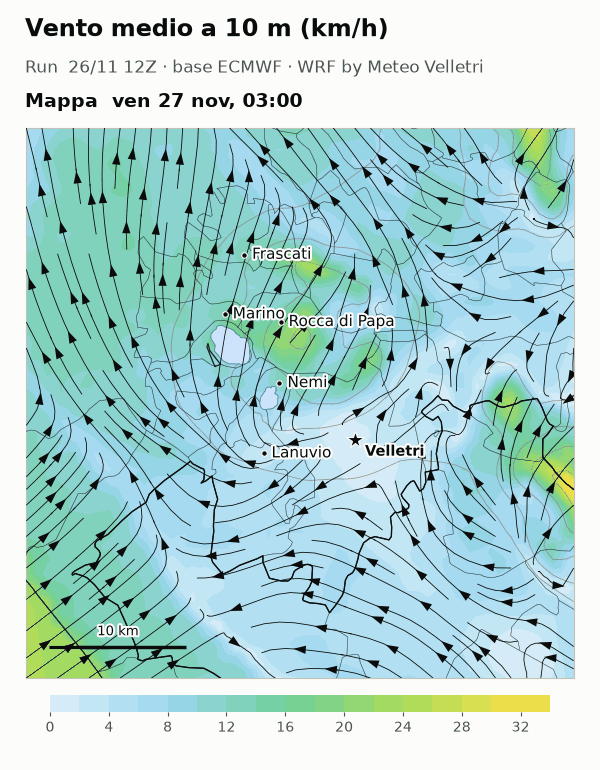 Vento medio a 10 m (km/h)
Run 26/11 12Z · base ECMWF · WRF by Meteo Velletri
Mappa ven 27 nov, 03:00
Frascati
Marino
Rocca di Papa
Nemi
Lanuvio
Velletri
10 km
0 4 8 12 16 20 24 28 32